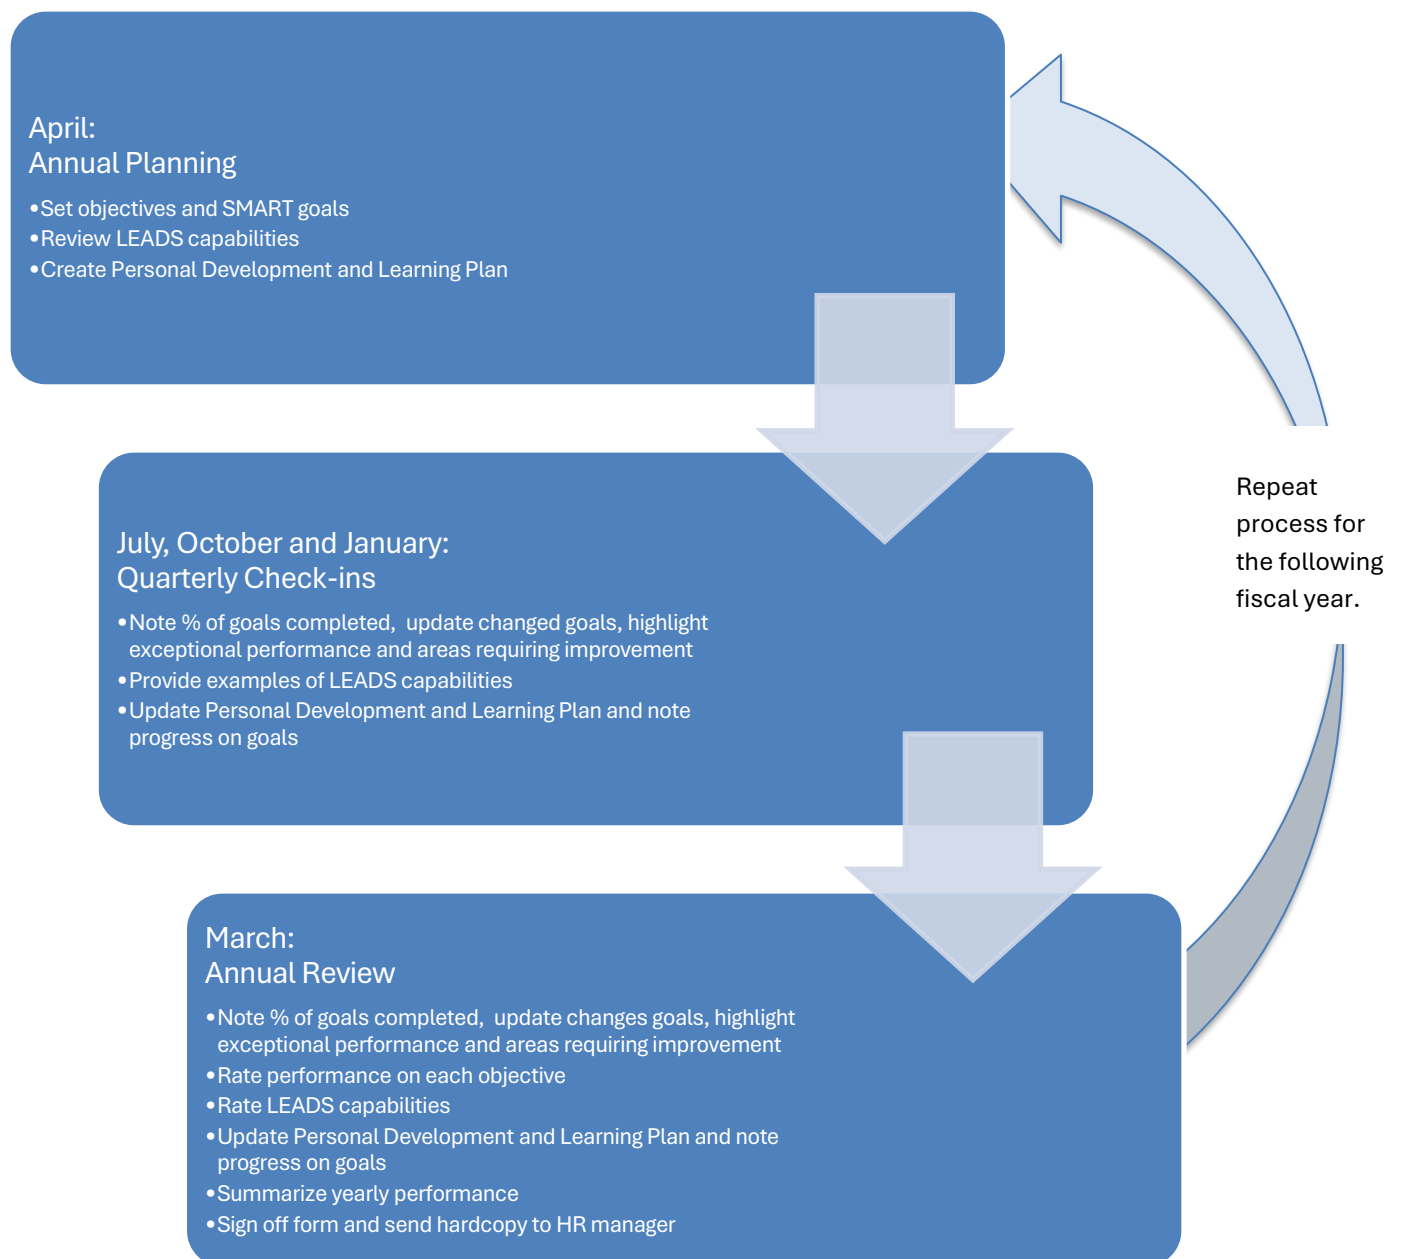 April:
Annual Planning
•Set objectives and SMART goals
•Review LEADS capabilities
•Create Personal Development and Learning Plan
July, October and January:
Quarterly Check-ins
•Note % of goals completed,  update changed goals, highlight
exceptional performance and areas requiring improvement
•Provide examples of LEADS capabilities
•Update Personal Development and Learning Plan and note
progress on goals
Repeat
process for
the following
fiscal year.
March:
Annual Review
•Note % of goals completed,  update changes goals, highlight
exceptional performance and areas requiring improvement
•Rate performance on each objective
•Rate LEADS capabilities
•Update Personal Development and Learning Plan and note
progress on goals
•Summarize yearly performance
•Sign off form and send hardcopy to HR manager